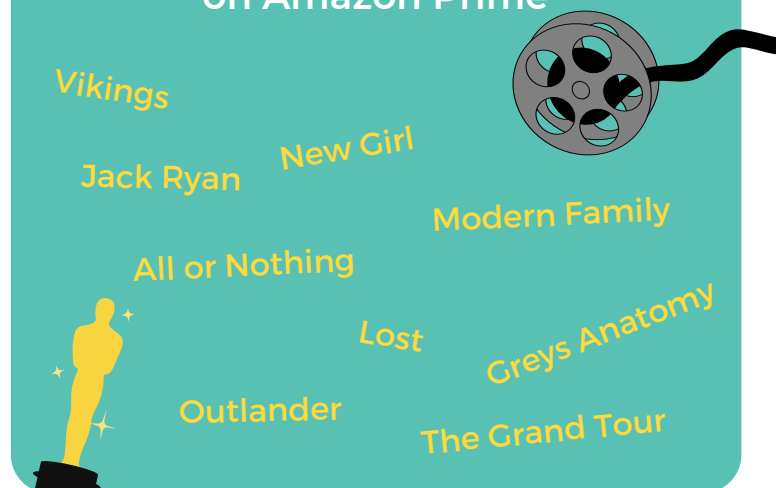 on Amazon Prime
Vikings
New Girl
Jack Ryan
Modern Family
All or Nothing
Lost
Greys Anatomy
Outlander
The Grand Tour